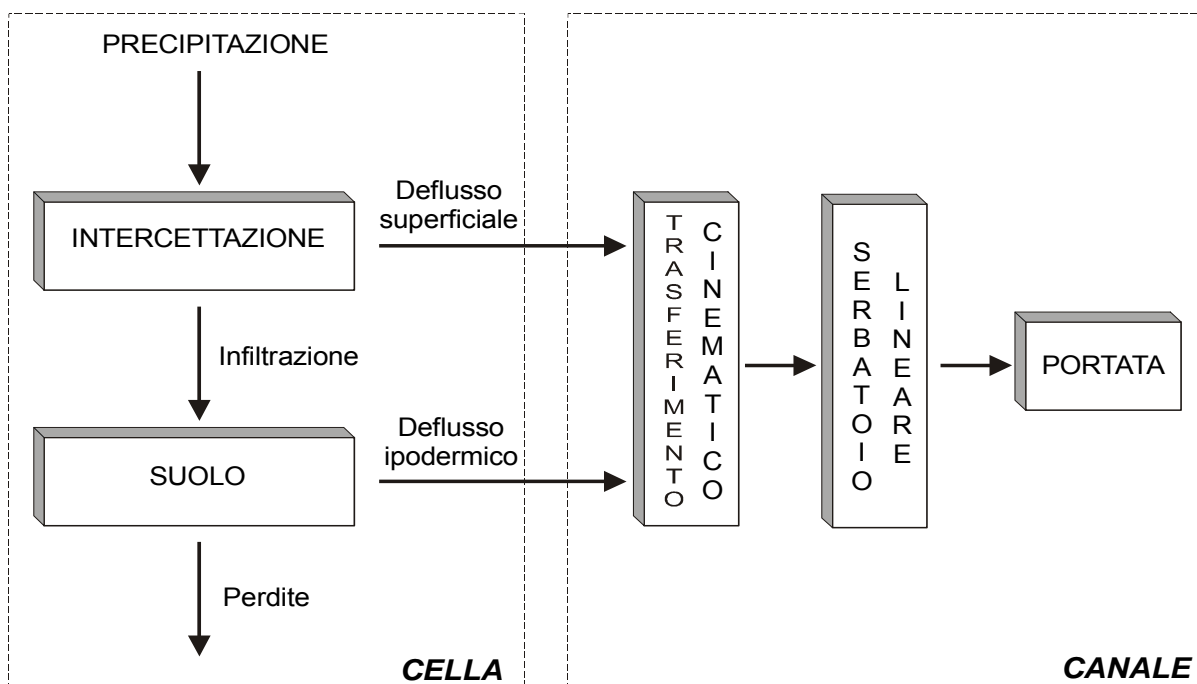 PRECIPITAZIONE
INTERCETTAZIONE
Deflusso
superficiale
Infiltrazione
SUOLO
Deflusso
ipodermico
Perdite
CELLA
TRASFERIMENTO
CINEMATICO
SERBATOIO
LINEARE
PORTATA
CANALE